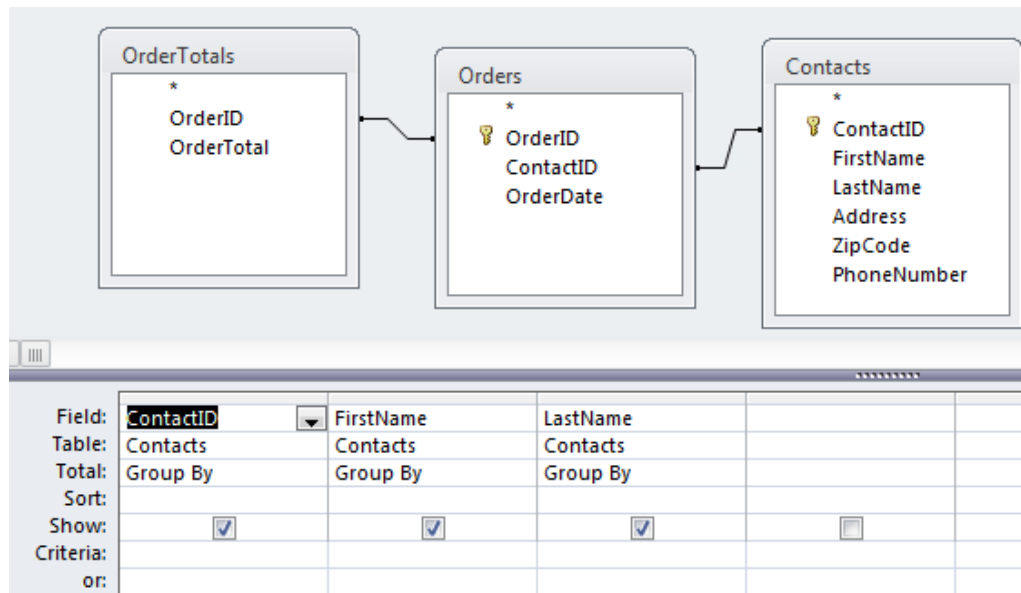 OrderTotals
*
OrderID
OrderTotal
Orders
*
OrderID
ContactID
OrderDate
Contacts
*
ContactID
FirstName
LastName
Address
ZipCode
PhoneNumber
Field: ContactID FirstName LastName
Table: Contacts Contacts Contacts
Total: Group By Group By Group By
Sort:
Show:
Criteria:
or: